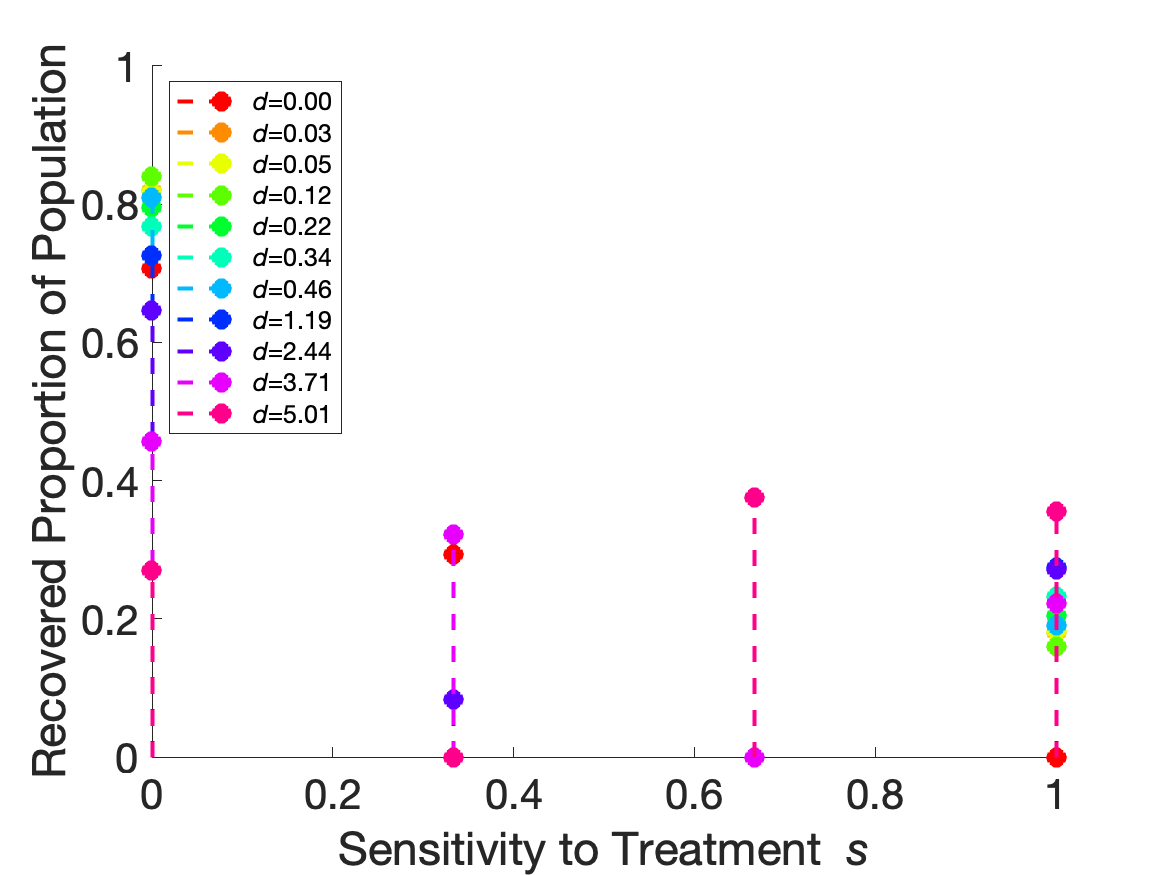 Recovered Proportion of Population
1
0.8
0.6
0.4
0.2
0
d=0.00
d=0.03
d=0.05
d=0.12
d=0.22
d=0.34
d=0.46
d=1.19
d=2.44
d=3.71
d=5.01
0 0.2 0.4 0.6 0.8 1
Sensitivity to Treatment s